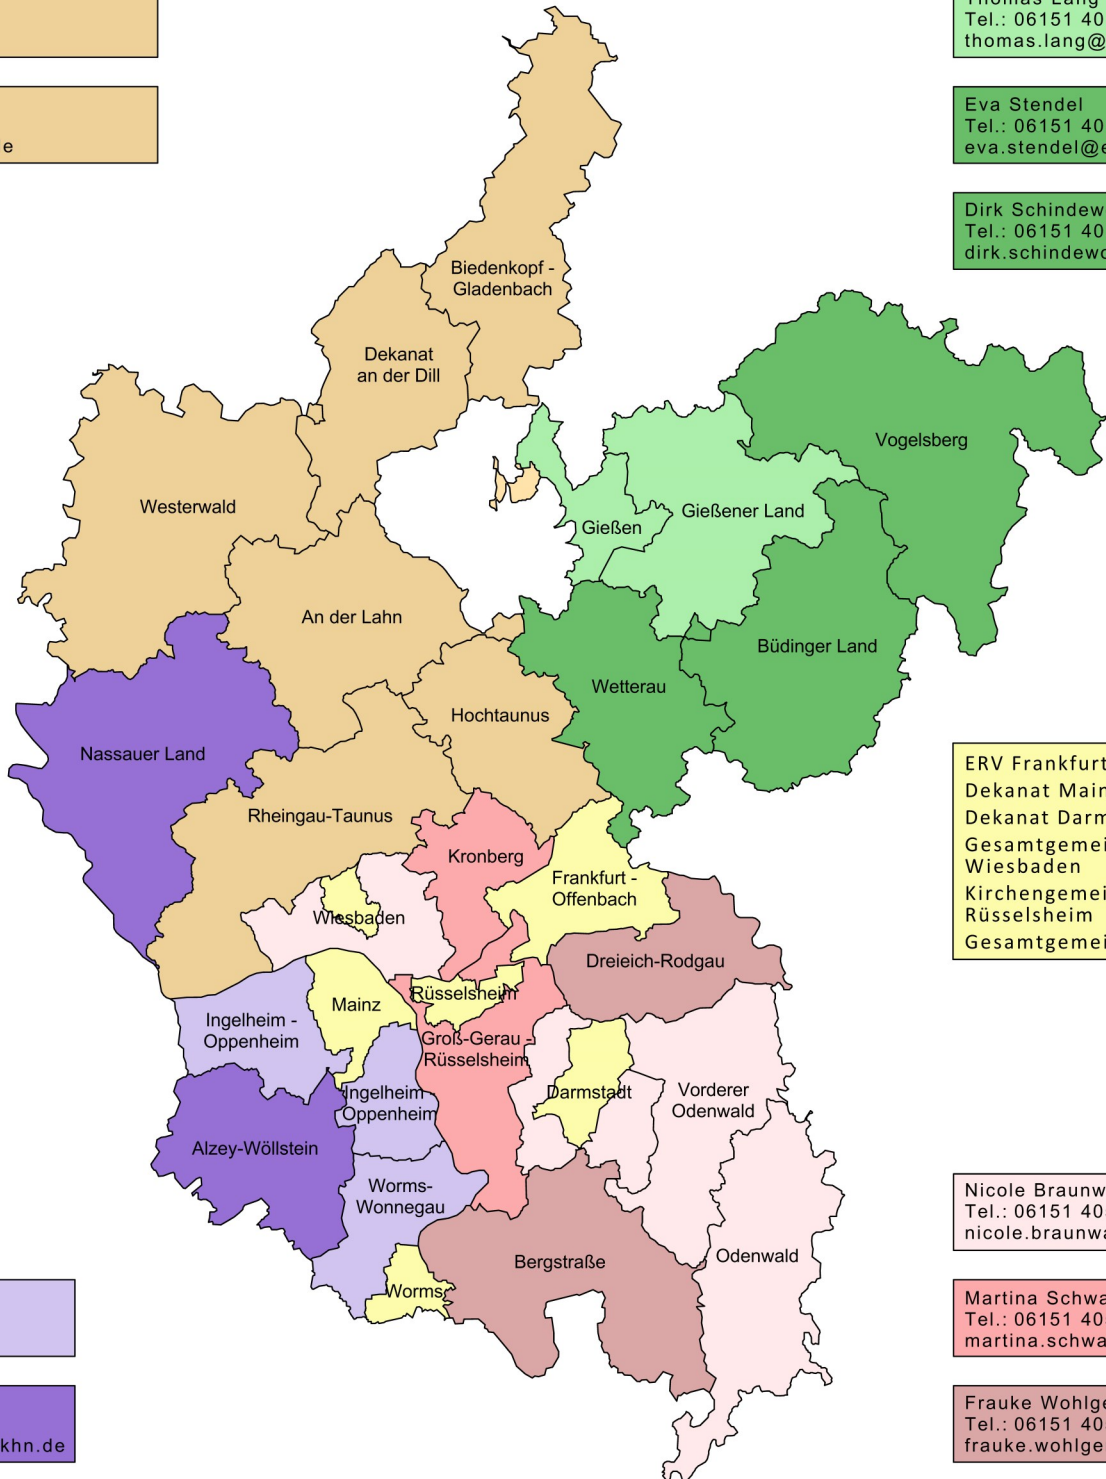 Thomas Lang
Tel.: 06151 40
thomas.lang@
e
Eva Stendel
Tel.: 06151 40
eva.stendel@e
Dirk Schindew
Tel.: 06151 40
dirk.schindewo
Biedenkopf -
Gladenbach
Dekanat
an der Dill
Vogelsberg
Westerwald
Gießener Land
Gießen
An der Lahn
Büdinger Land
Wetterau
Hochtaunus
Nassauer Land
Rheingau-Taunus
Kronberg
Frankfurt -
Offenbach
Wiesbaden
Dreieich-Rodgau
Rüsselsheim
Mainz
Ingelheim -
Oppenheim
Groß-Gerau -
Rüsselsheim
Ingelheim-
Oppenheim
Darmstadt
Vorderer
Odenwald
Alzey-Wöllstein
Worms-
Wonnegau
Bergstraße
Odenwald
Worms
ERV Frankfurt
Dekanat Main
Dekanat Darm
Gesamtgemei
Wiesbaden
Kirchengemei
Rüsselsheim
Gesamtgemei
Nicole Braunw
Tel.: 06151 40
nicole.braunwa
Martina Schwa
Tel.: 06151 40
martina.schwa
Frauke Wohlge
Tel.: 06151 40
frauke.wohlge
khn.de